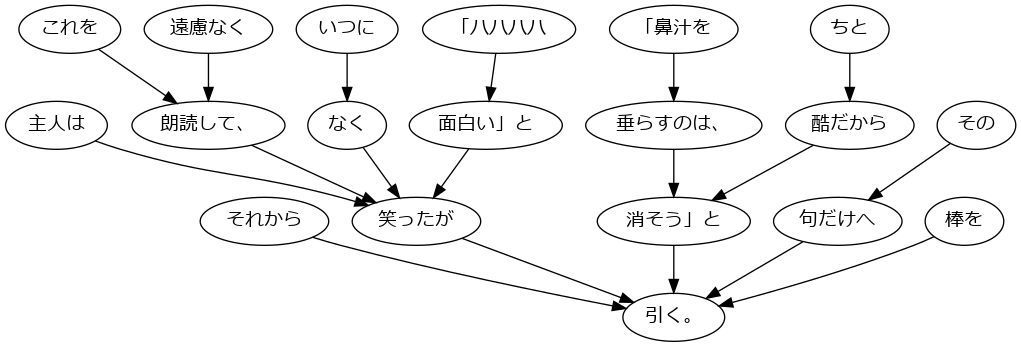 これを 遠慮なく いつに 「ハハハハ 「鼻汁を ちと
主人は 朗読して、 なく 面白い」と 垂らすのは、 酷だから その
それから 笑ったが 消そう」と 句だけへ 棒を
引く。